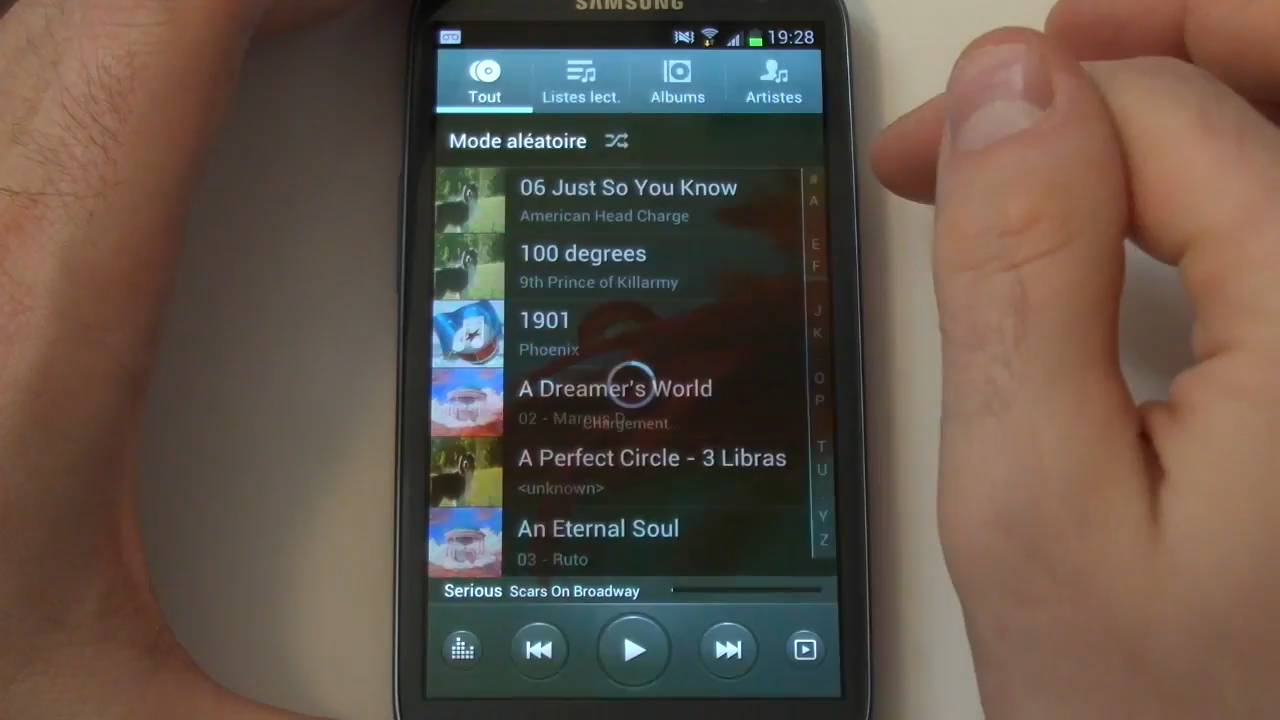 SAMSUNG
19:28
Tout
Listes lect.
Albums
Artistes
Mode aléatoire
06 Just So You Know
American Head Charge
100 degrees
9th Prince of Killarmy
1901
Phoenix
A Dreamer's World
02 - Marcus D
Chargement...
A Perfect Circle - 3 Libras
<unknown>
An Eternal Soul
03 - Ruto
#
A
E
F
J
K
O
P
T
U
Y
Z
Serious Scars On Broadway